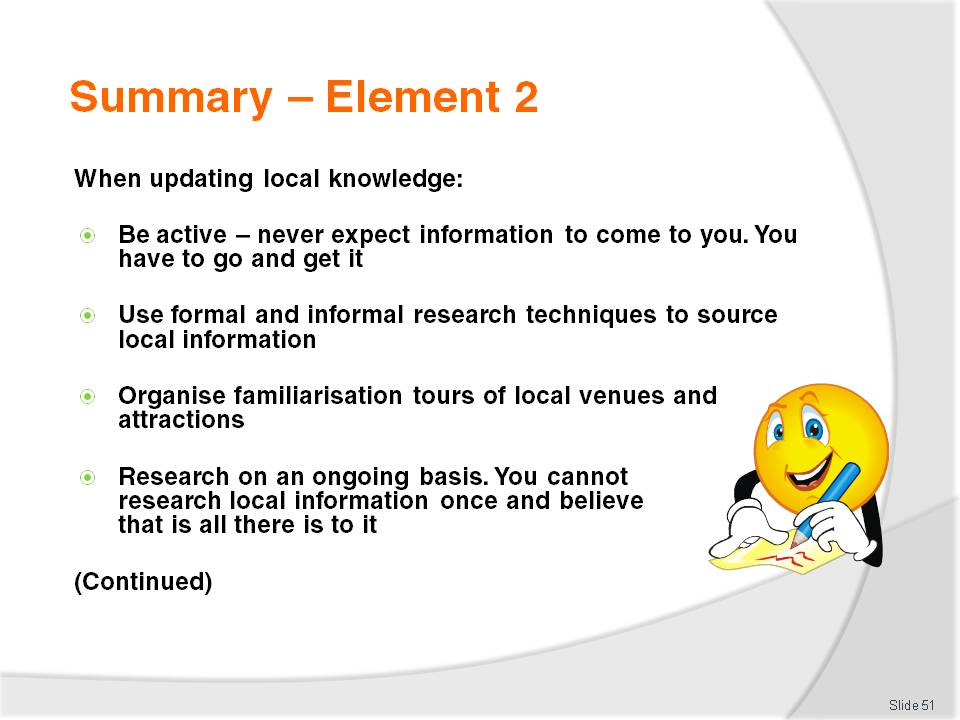 Summary – Element 2
When updating local knowledge:
Be active – never expect information to come to you. You
have to go and get it
Use formal and informal research techniques to source
local information
Organise familiarisation tours of local venues and
attractions
Research on an ongoing basis. You cannot
research local information once and believe
that is all there is to it
(Continued)
Slide 51